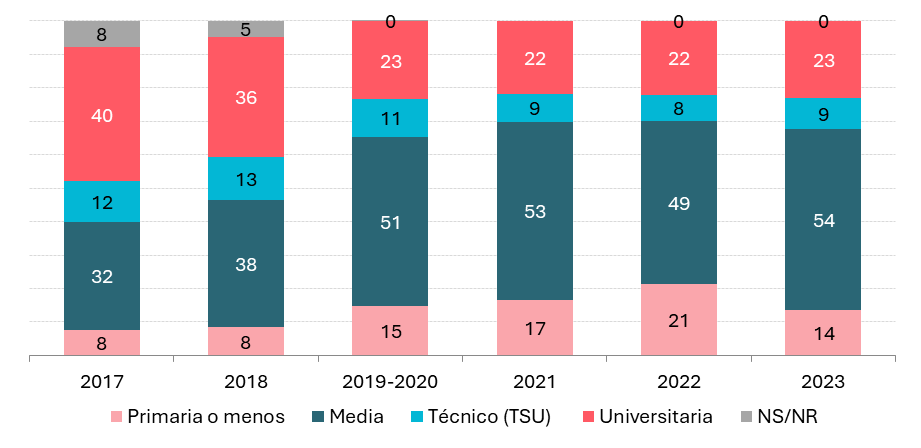 8 5 0 0 0
40 36 23 22 22 23
12 13 11 9 8 9
32 38 51 53 49 54
8 8 15 17 21 14
2017 2018 2019-2020 2021 2022 2023
Primaria o menos Media Técnico (TSU) Universitaria NS/NR